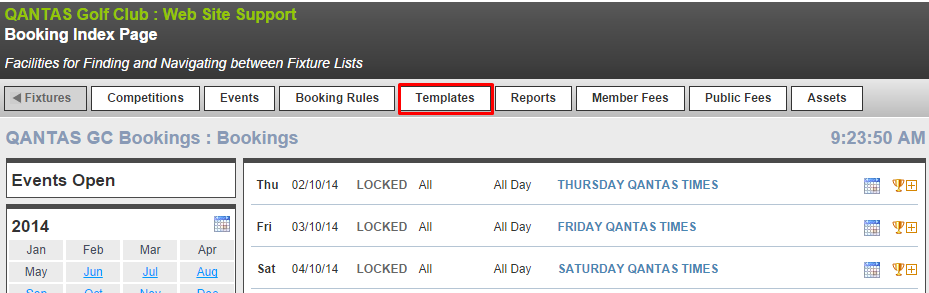 QANTAS Golf Club : Web Site Support
Booking Index Page
Facilities for Finding and Navigating between Fixture Lists
Fixtures Competitions Events Booking Rules Templates Reports Member Fees Public Fees Assets
QANTAS GC Bookings : Bookings 9:23:50 AM
Events Open
Thu 02/10/14 LOCKED All All Day THURSDAY QANTAS TIMES
2014
Fri 03/10/14 LOCKED All All Day FRIDAY QANTAS TIMES
Jan Feb Mar Apr
May Jun Jul Aug
Sat 04/10/14 LOCKED All All Day SATURDAY QANTAS TIMES
Sep Oct Nov Dec